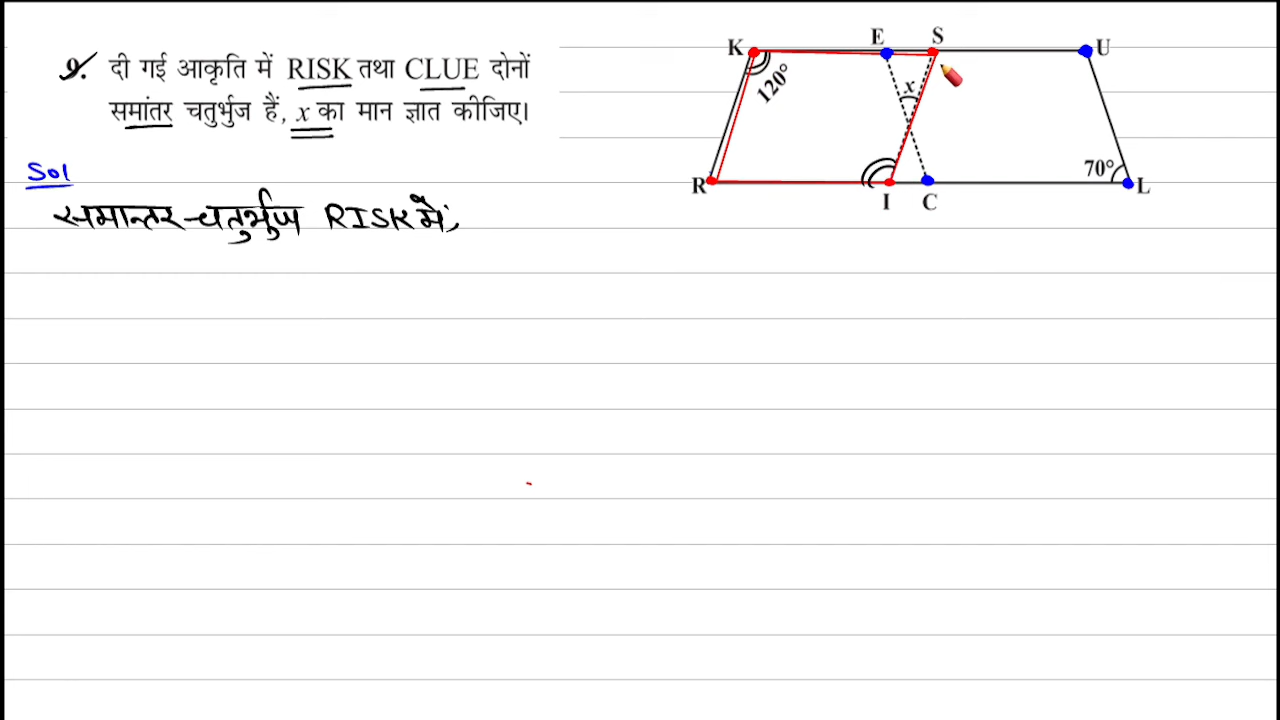 9. दी गई आकृति में RISK तथा CLUE दोनों
समांतर चतुर्भुज हैं, x का मान ज्ञात कीजिए।
Sol
समान्तर चतुर्भुज RISK में,
K E S U
120° x
70°
R I C L